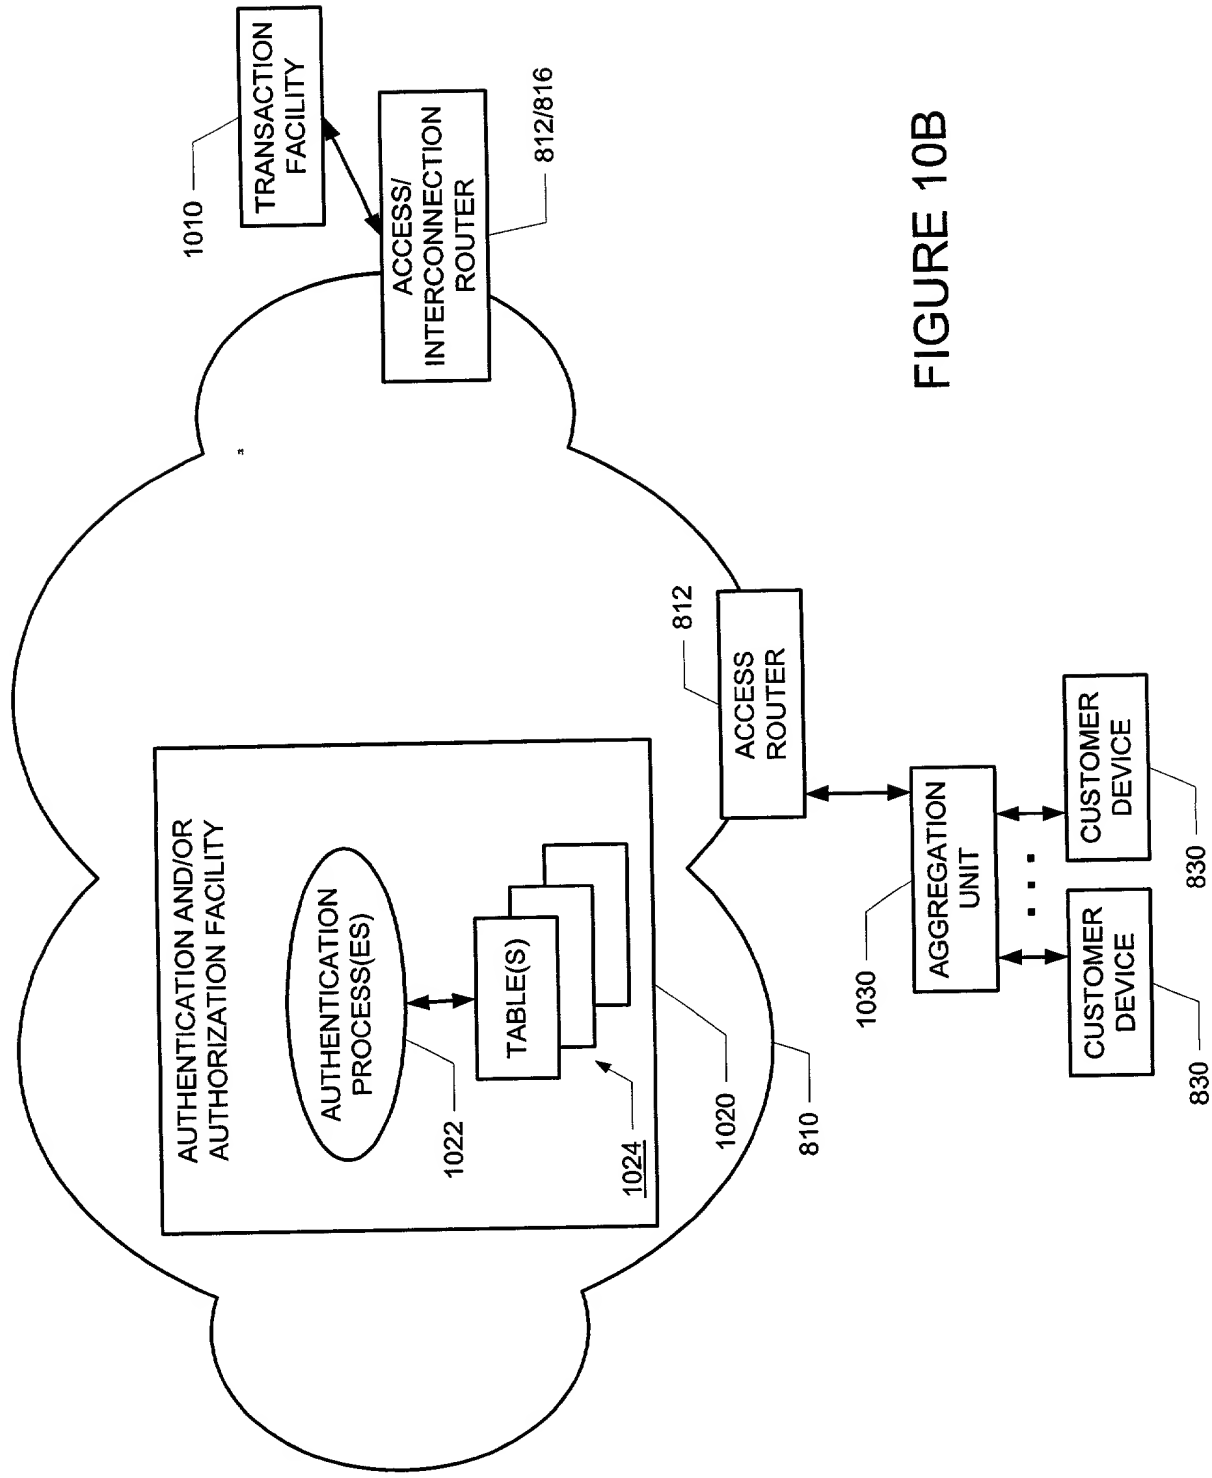 AUTHENTICATION AND/OR
AUTHORIZATION FACILITY
AUTHENTICATION
PROCESS(ES)
1022
TABLE(S)
1024
1020
810
1010
TRANSACTION
FACILITY
ACCESS/
INTERCONNECTION
ROUTER
812/816
ACCESS
ROUTER
812
1030
AGGREGATION
UNIT
CUSTOMER
DEVICE
830
CUSTOMER
DEVICE
830
FIGURE 10B